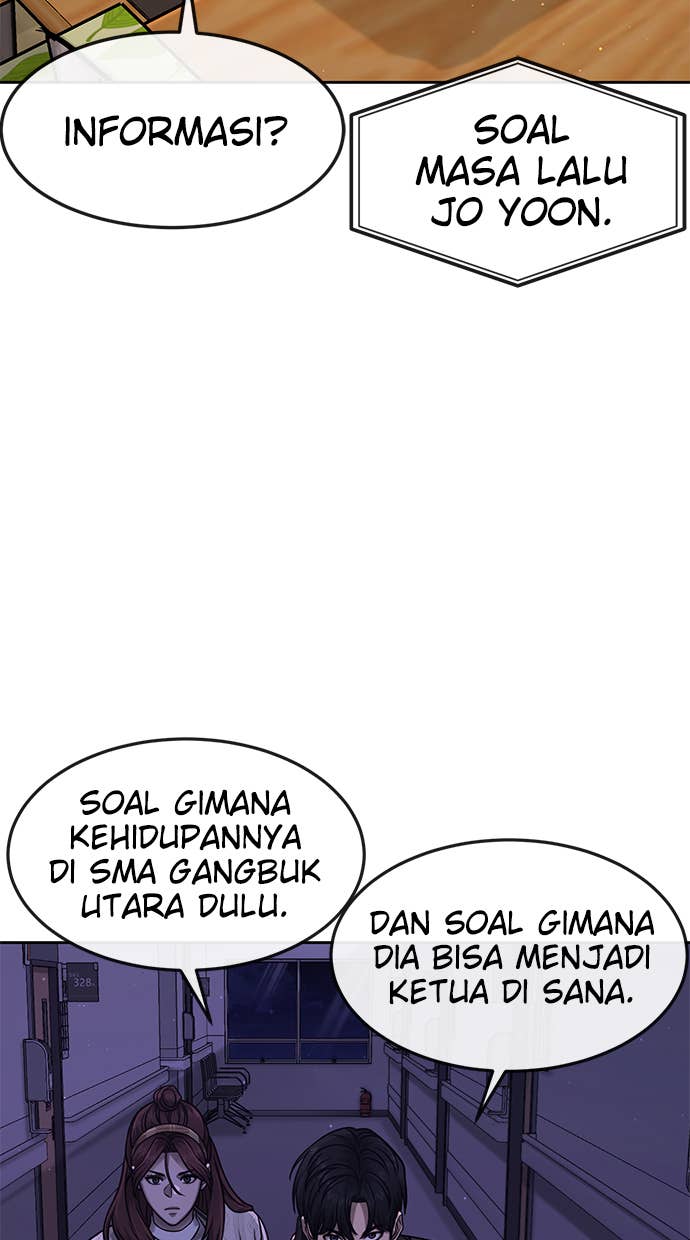 INFORMASI?
SOAL
MASA LALU
JO YOON.
SOAL GIMANA
KEHIDUPANNYA
DI SMA GANGBUK
UTARA DULU.
DAN SOAL GIMANA
DIA BISA MENJADI
KETUA DI SANA.
328